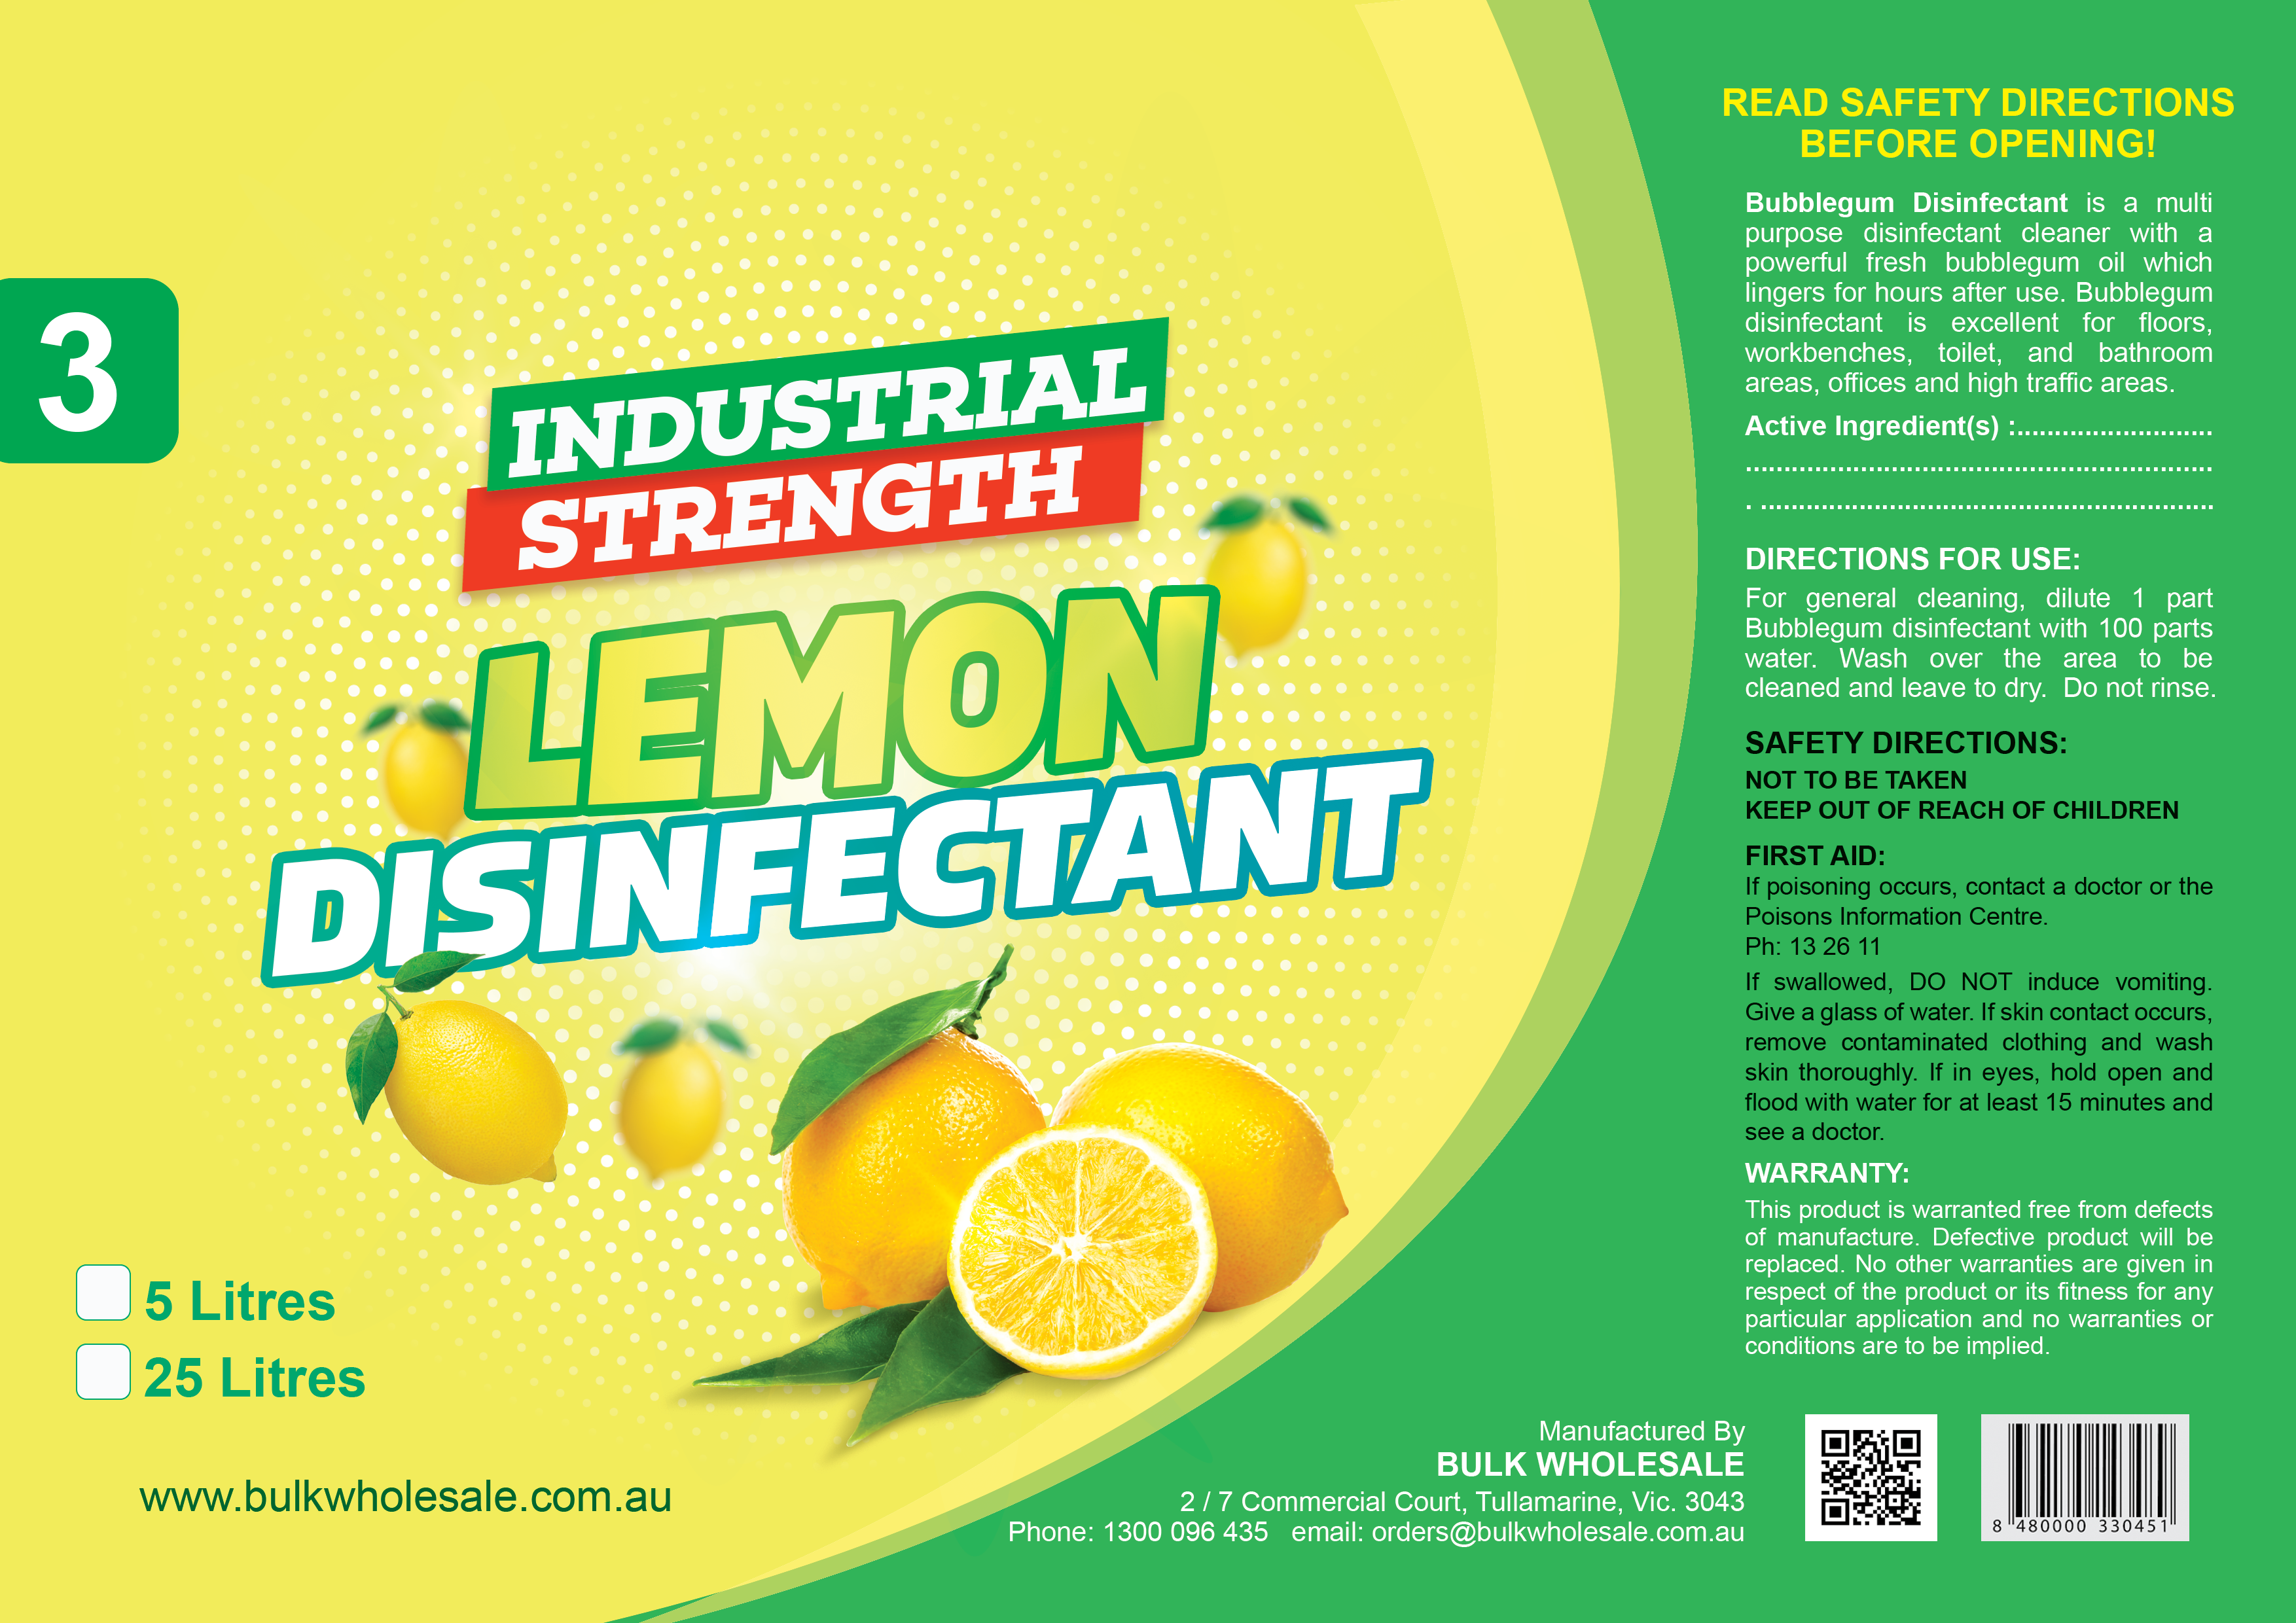 3
INDUSTRIAL
STRENGTH
LEMON
DISINFECTANT
5 Litres
25 Litres
www.bulkwholesale.com.au
READ SAFETY DIRECTIONS
BEFORE OPENING!
Bubblegum Disinfectant is a multi
purpose disinfectant cleaner with a
powerful fresh bubblegum oil which
lingers for hours after use. Bubblegum
disinfectant is excellent for floors,
workbenches, toilet, and bathroom
areas, offices and high traffic areas.
Active Ingredient(s) :..........................
.............................................................
. ...........................................................
DIRECTIONS FOR USE:
For general cleaning, dilute 1 part
Bubblegum disinfectant with 100 parts
water. Wash over the area to be
cleaned and leave to dry. Do not rinse.
SAFETY DIRECTIONS:
NOT TO BE TAKEN
KEEP OUT OF REACH OF CHILDREN
FIRST AID:
If poisoning occurs, contact a doctor or the
Poisons Information Centre.
Ph: 13 26 11
If swallowed, DO NOT induce vomiting.
Give a glass of water. If skin contact occurs,
remove contaminated clothing and wash
skin thoroughly. If in eyes, hold open and
flood with water for at least 15 minutes and
see a doctor.
WARRANTY:
This product is warranted free from defects
of manufacture. Defective product will be
replaced. No other warranties are given in
respect of the product or its fitness for any
particular application and no warranties or
conditions are to be implied.
Manufactured By
BULK WHOLESALE
2 / 7 Commercial Court, Tullamarine, Vic. 3043
Phone: 1300 096 435 email: orders@bulkwholesale.com.au
8 480000 330451